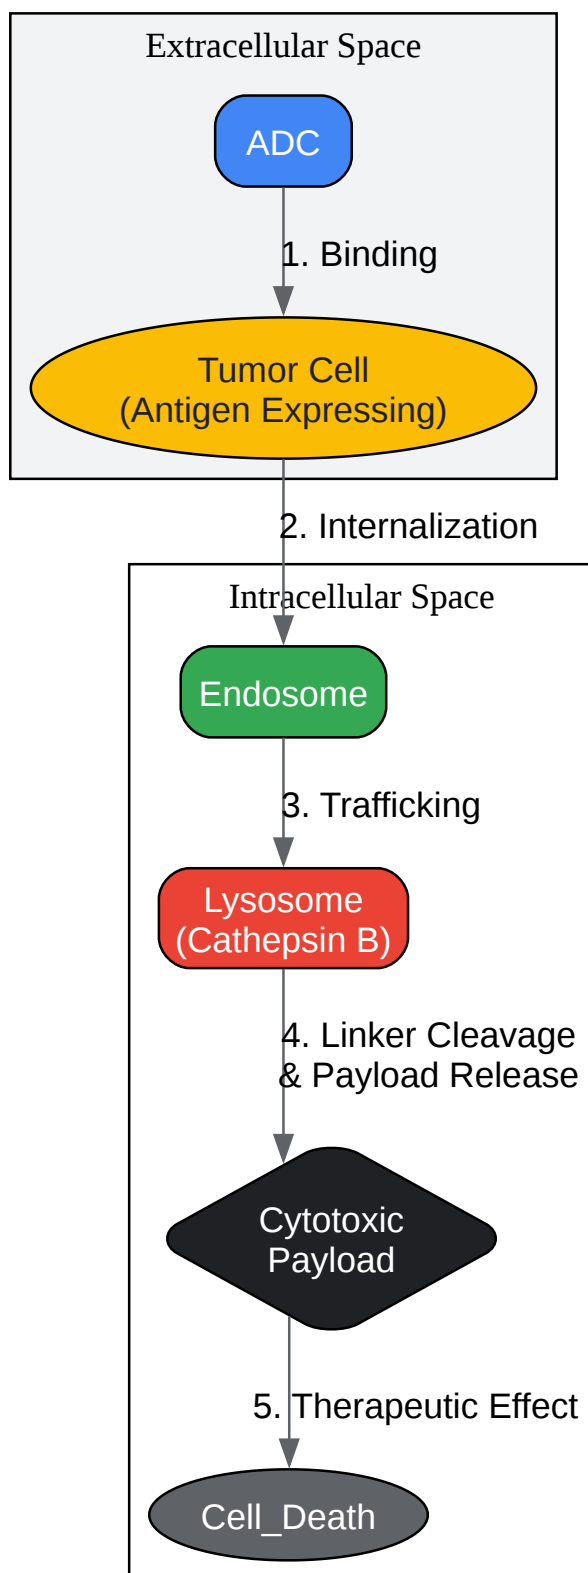 Extracellular Space
ADC
1. Binding
Tumor Cell
(Antigen Expressing)
2. Internalization
Intracellular Space
Endosome
3. Trafficking
Lysosome
(Cathepsin B)
4. Linker Cleavage
& Payload Release
Cytotoxic
Payload
5. Therapeutic Effect
Cell_Death